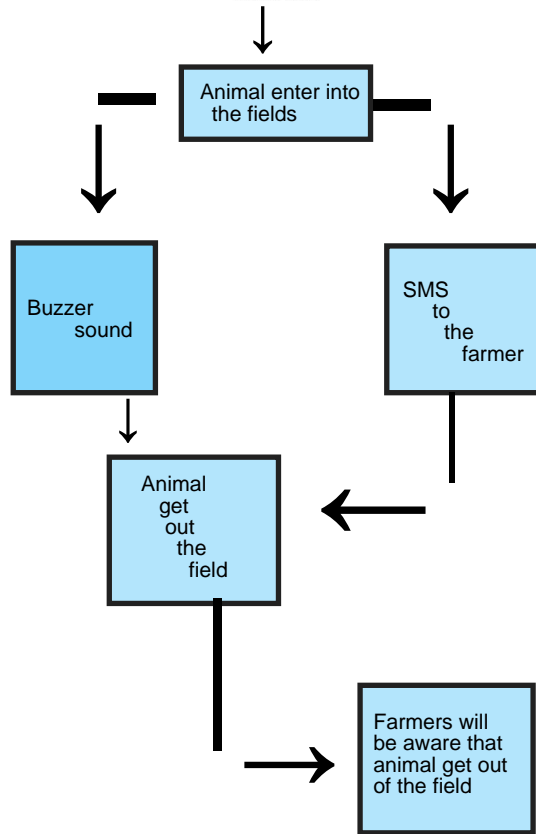 Animal enter into
the fields
Buzzer
sound
SMS
to
the
farmer
Animal
get
out
the
field
Farmers will
be aware that
animal get out
of the field